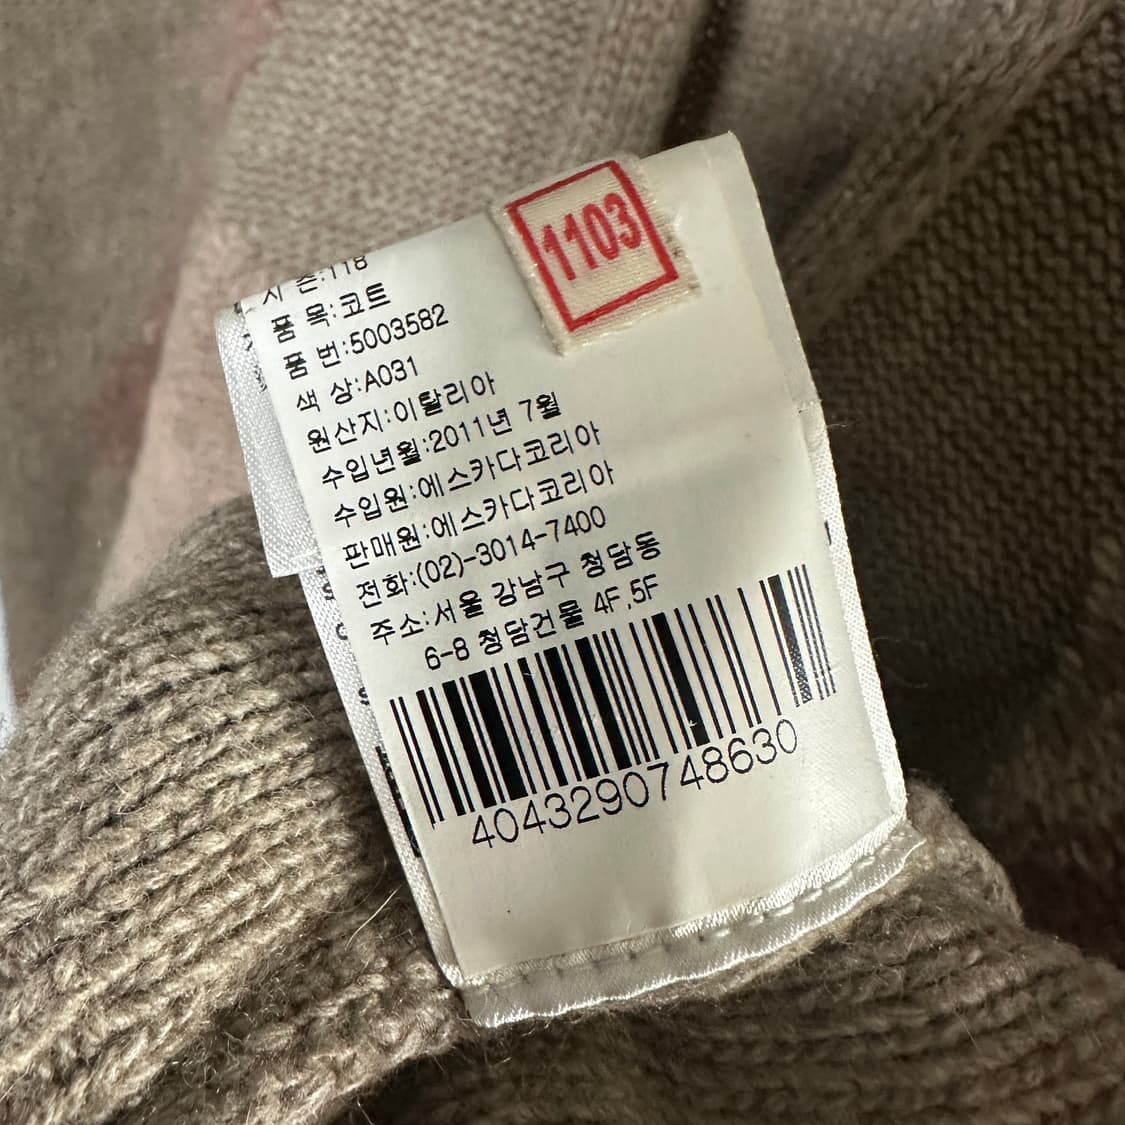 1103
시 즌:118
품 목:코트
품 번:5003582
색 상:A031
원산지:이탈리아
수입년월:2011년 7월
수입원:에스카다코리아
판매원:에스카다코리아
전화:(02)-3014-7400
주소:서울 강남구 청담동
6-8 청담건물 4F,5F
4043290748630